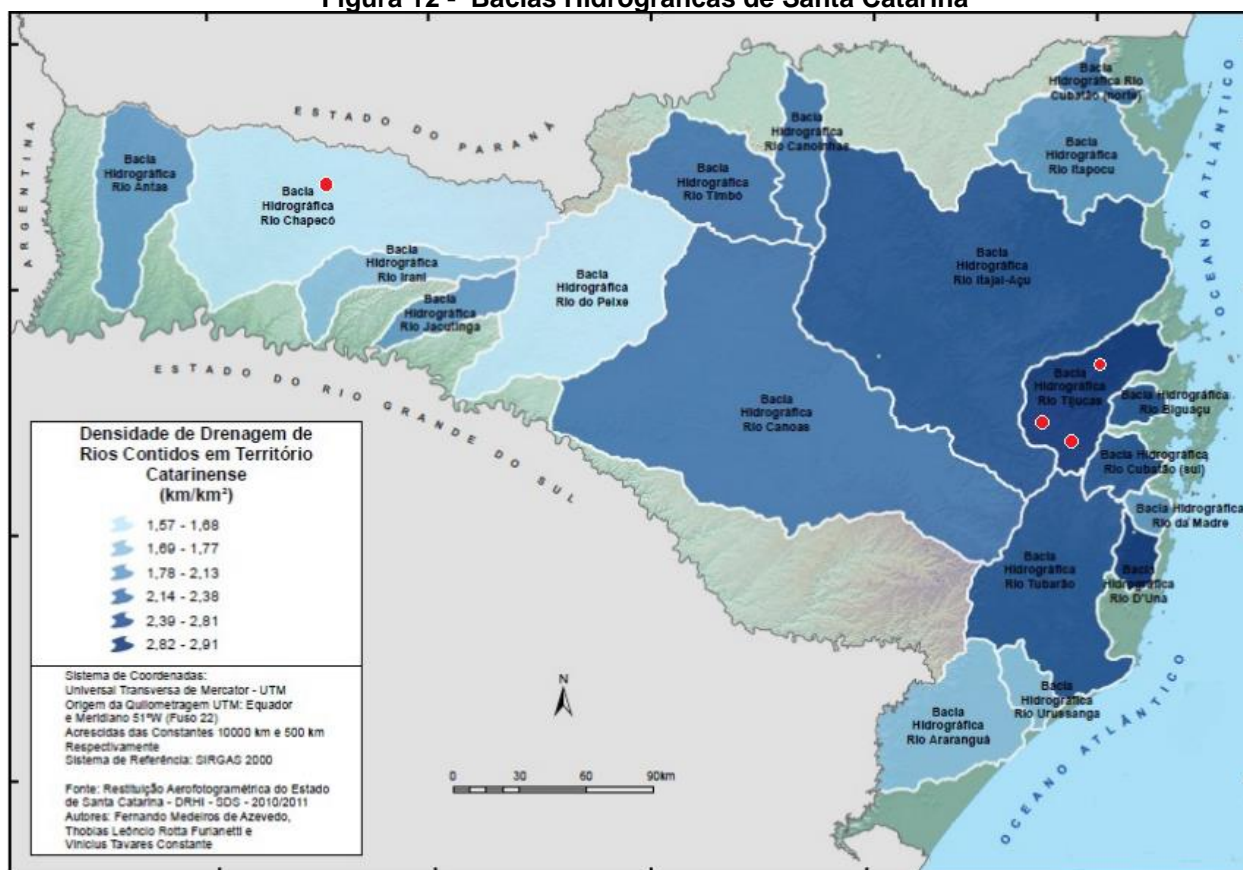 Figura 12 - Bacias Hidrográficas de Santa Catarina
ARGENTINA
ESTADO DO PARANÁ
ESTADO DO RIO GRANDE DO SUL
OCEANO ATLÂNTICO
OCEANO ATLÂNTICO
Bacia
Hidrográfica
Rio Antas
Bacia
Hidrográfica
Rio Chapecó
Bacia
Hidrográfica
Rio Irani
Bacia
Hidrográfica
Rio Jacutinga
Bacia
Hidrográfica
Rio do Peixe
Bacia
Hidrográfica
Rio Timbó
Bacia
Hidrográfica
Rio Canoinhas
Bacia
Hidrográfica Rio
Cubatão (norte)
Bacia
Hidrográfica
Rio Itapocu
Bacia
Hidrográfica
Rio Itajaí-Açu
Bacia
Hidrográfica
Rio Tijucas
Bacia Hidrográfica
Rio Biguaçu
Bacia
Hidrográfica
Rio Canoas
Bacia Hidrográfica
Rio Cubatão (sul)
Bacia Hidrográfica
Rio da Madre
Bacia
Hidrográfica
Rio Tubarão
Bacia
Hidrográfica
Rio D'Una
Bacia
Hidrográfica
Rio Urussanga
Bacia
Hidrográfica
Rio Araranguá
Densidade de Drenagem de
Rios Contidos em Território
Catarinense
(km/km²)
1,57 - 1,68
1,69 - 1,77
1,78 - 2,13
2,14 - 2,38
2,39 - 2,81
2,82 - 2,91
Sistema de Coordenadas:
Universal Transversa de Mercator - UTM
Origem da Quilometragem UTM: Equador
e Meridiano 51°W (Fuso 22)
Acrescidas das Constantes 10000 km e 500 km
Respectivamente
Sistema de Referência: SIRGAS 2000
Fonte: Restituição Aerofotogramétrica do Estado
de Santa Catarina - DRHI - SDS - 2010/2011
Autores: Fernando Medeiros de Azevedo,
Thobias Leôncio Rotta Furlanetti e
Vinicius Tavares Constante
N
0 30 60 90km